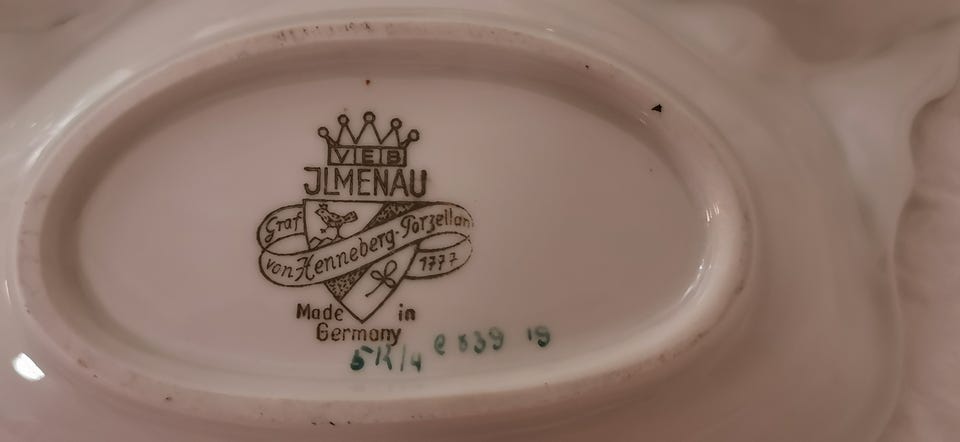 VEB
JLMENAU
Graf
von Henneberg-Porzellan
1777
Made in
Germany
5K/4 e 539 19